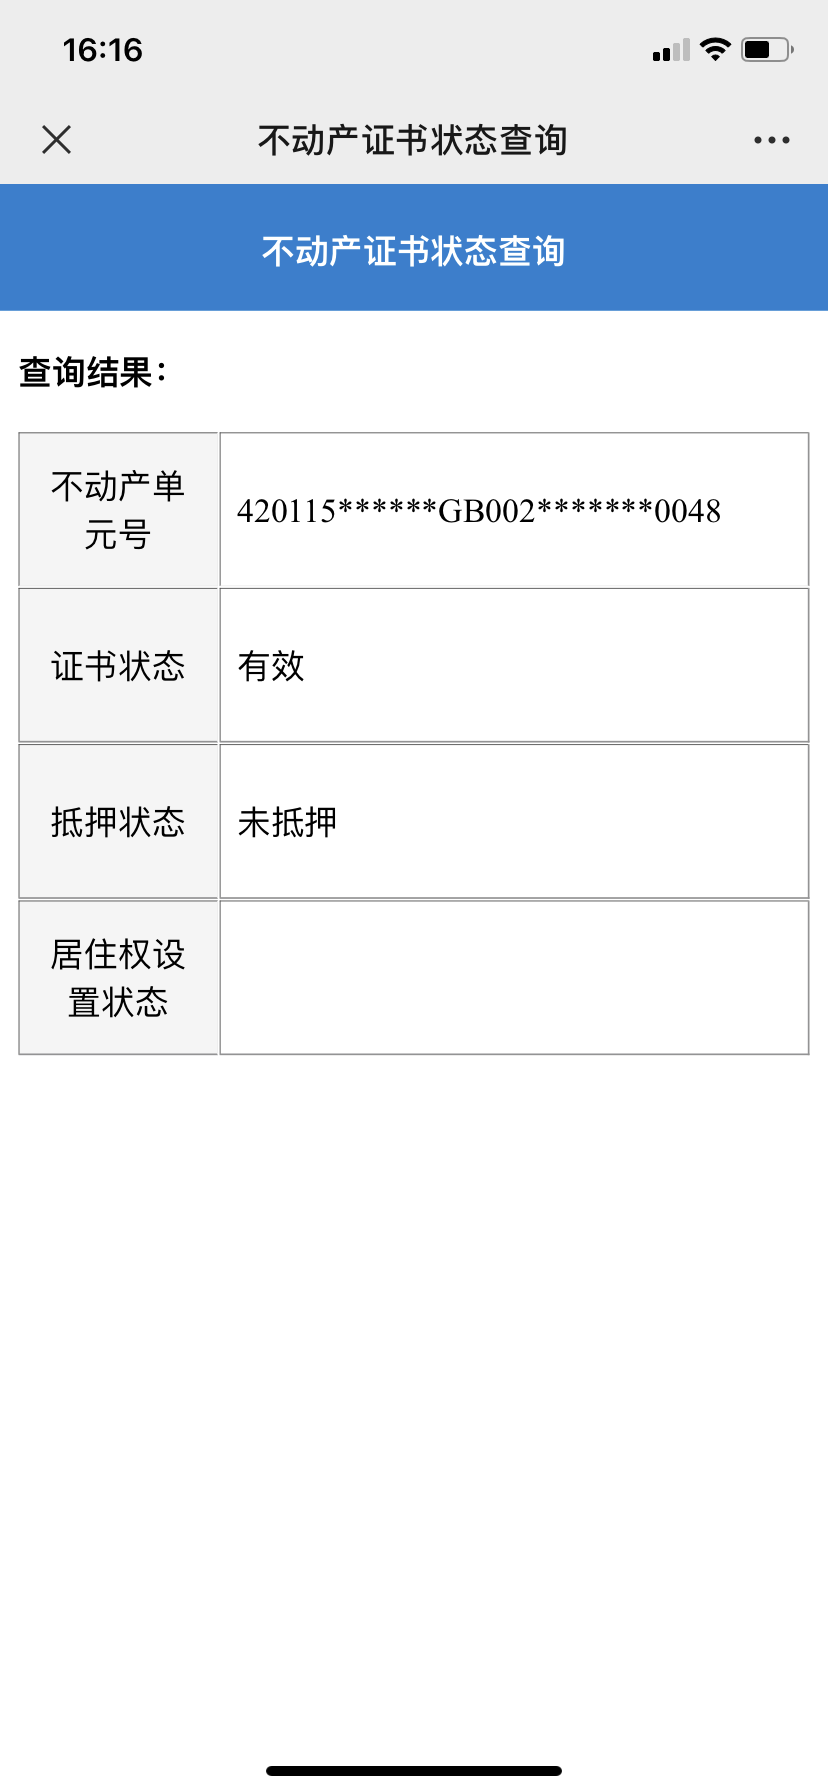 16:16
不动产证书状态查询
不动产证书状态查询
查询结果：
不动产单
元号
420115******GB002*******0048
证书状态
有效
抵押状态
未抵押
居住权设
置状态